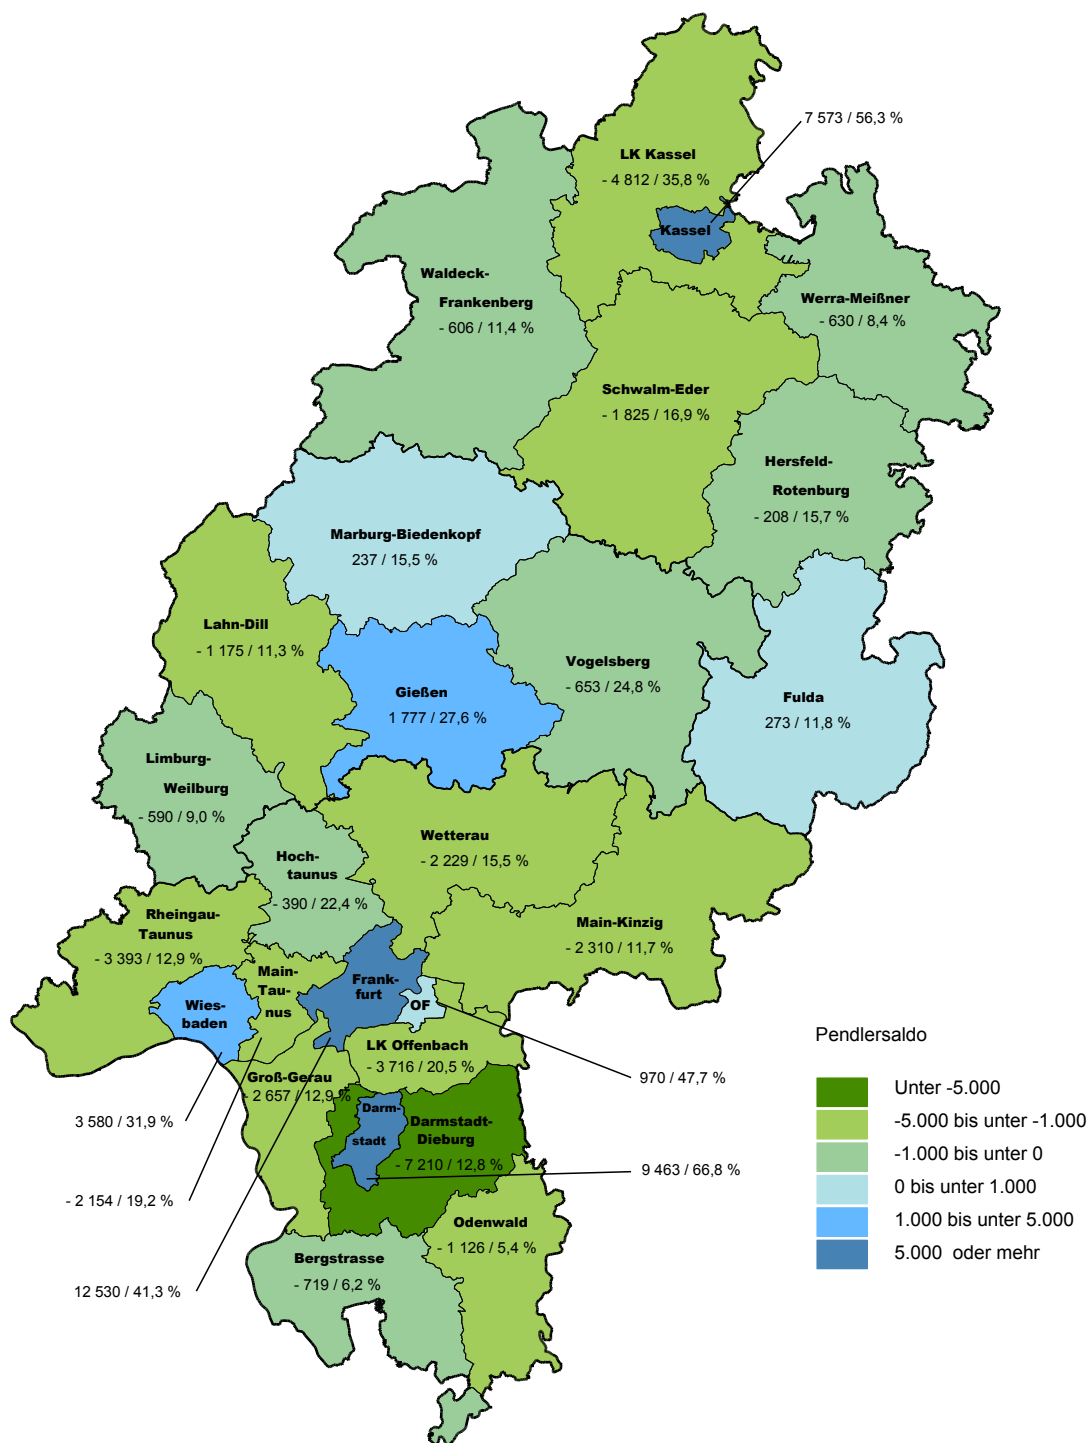 7 573 / 56,3 %
LK Kassel
- 4 812 / 35,8 %
Kassel
Waldeck-
Frankenberg
- 606 / 11,4 %
Werra-Meißner
- 630 / 8,4 %
Schwalm-Eder
- 1 825 / 16,9 %
Hersfeld-
Rotenburg
- 208 / 15,7 %
Marburg-Biedenkopf
237 / 15,5 %
Lahn-Dill
- 1 175 / 11,3 %
Vogelsberg
- 653 / 24,8 %
Gießen
1 777 / 27,6 %
Fulda
273 / 11,8 %
Limburg-
Weilburg
- 590 / 9,0 %
Wetterau
- 2 229 / 15,5 %
Hoch-
taunus
- 390 / 22,4 %
Rheingau-
Taunus
- 3 393 / 12,9 %
Main-Kinzig
- 2 310 / 11,7 %
Main-
Tau-
nus
Frank-
furt
Wies-
baden
OF
LK Offenbach
- 3 716 / 20,5 %
Groß-Gerau
- 2 657 / 12,9 %
970 / 47,7 %
3 580 / 31,9 %
Darm-
stadt
Darmstadt-
Dieburg
- 7 210 / 12,8 %
9 463 / 66,8 %
- 2 154 / 19,2 %
Odenwald
- 1 126 / 5,4 %
Bergstrasse
- 719 / 6,2 %
12 530 / 41,3 %
Pendlersaldo
Unter -5.000
-5.000 bis unter -1.000
-1.000 bis unter 0
0 bis unter 1.000
1.000 bis unter 5.000
5.000 oder mehr